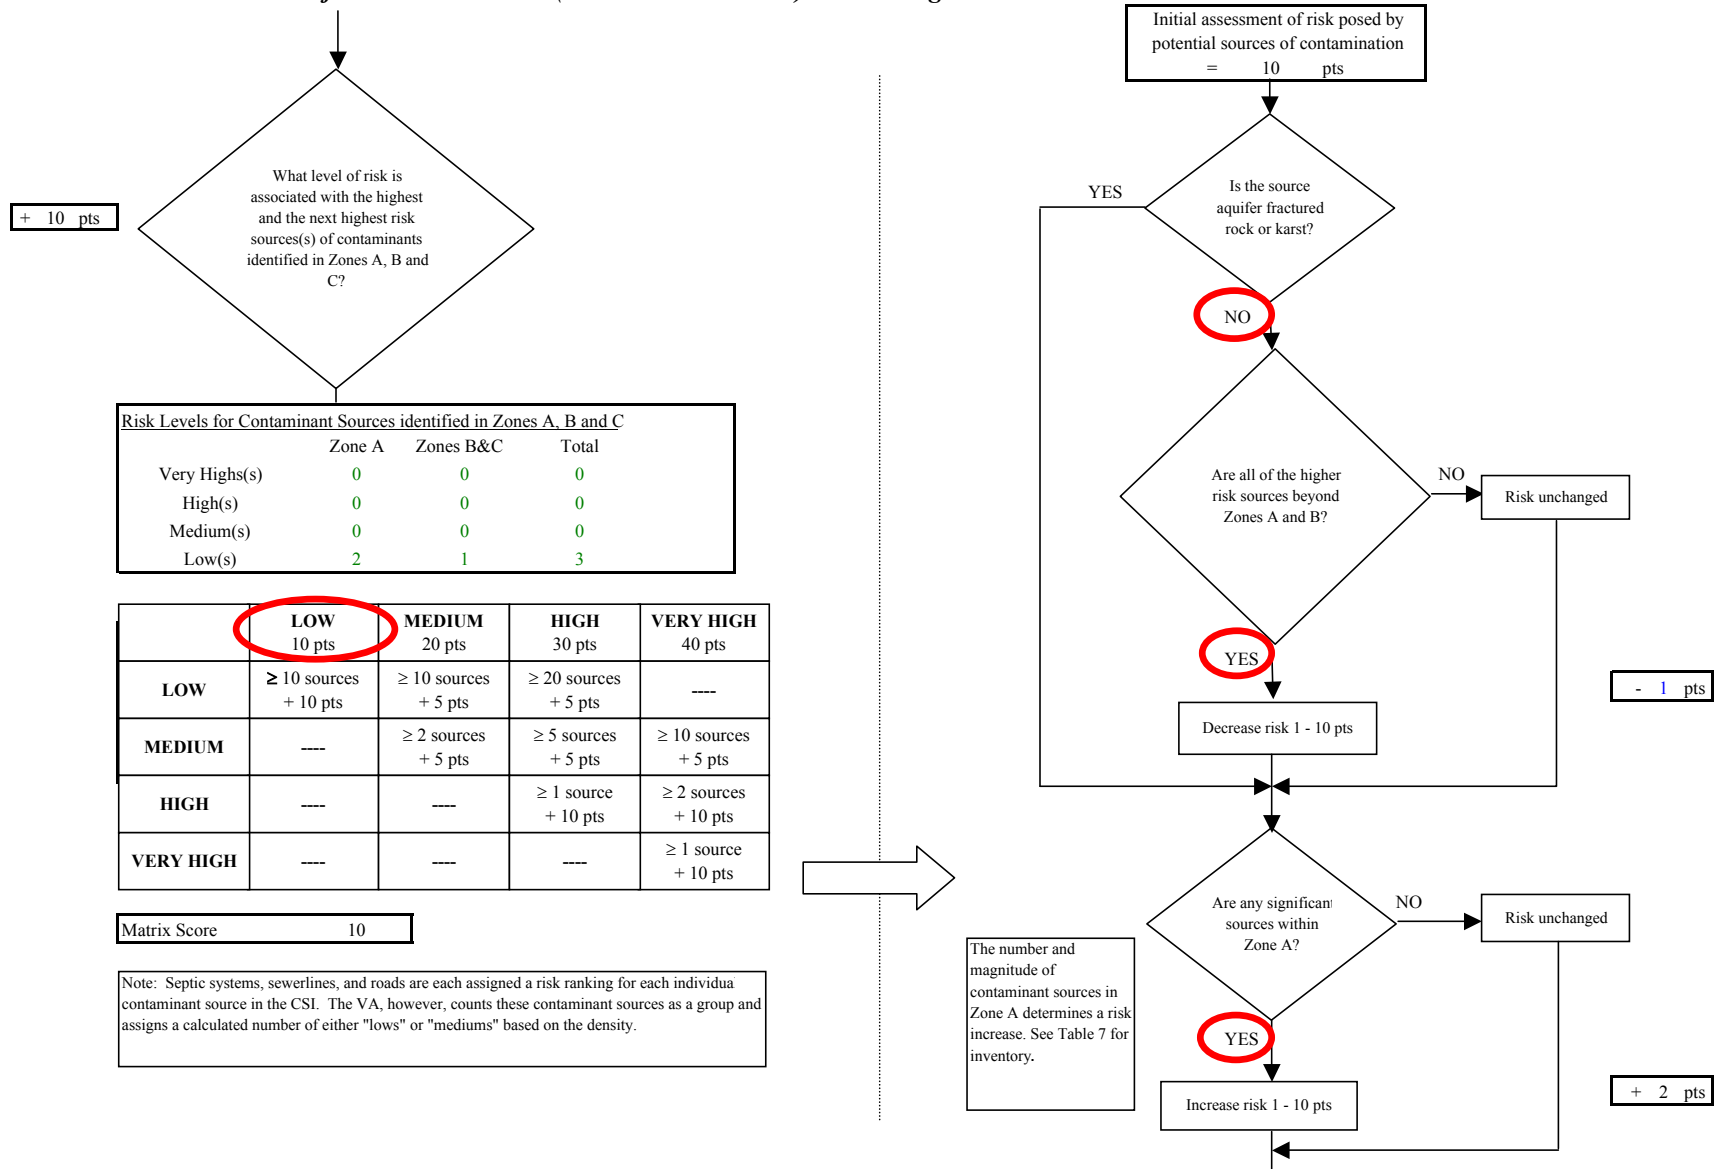 + 10 pts
What level of risk is
associated with the highest
and the next highest risk
sources(s) of contaminants
identified in Zones A, B and
C?
Risk Levels for Contaminant Sources identified in Zones A, B and C
Zone A Zones B&C Total
Very Highs(s) 0 0 0
High(s) 0 0 0
Medium(s) 0 0 0
Low(s) 2 1 3
LOW MEDIUM HIGH VERY HIGH
10 pts 20 pts 30 pts 40 pts
LOW ≥ 10 sources ≥ 10 sources ≥ 20 sources ----
+ 10 pts + 5 pts + 5 pts
MEDIUM ---- ≥ 2 sources ≥ 5 sources ≥ 10 sources
+ 5 pts + 5 pts + 5 pts
HIGH ---- ---- ≥ 1 source ≥ 2 sources
+ 10 pts + 10 pts
VERY HIGH ---- ---- ---- ≥ 1 source
+ 10 pts
Matrix Score 10
Note: Septic systems, sewerlines, and roads are each assigned a risk ranking for each individua
contaminant source in the CSI. The VA, however, counts these contaminant sources as a group and
assigns a calculated number of either "lows" or "mediums" based on the density.
Initial assessment of risk posed by
potential sources of contamination
= 10 pts
Is the source
aquifer fractured
rock or karst?
YES
NO
Are all of the higher
risk sources beyond
Zones A and B?
NO
Risk unchanged
YES
Decrease risk 1 - 10 pts
- 1 pts
Are any significant
sources within
Zone A?
NO
Risk unchanged
The number and
magnitude of
contaminant sources in
Zone A determines a risk
increase. See Table 7 for
inventory.
YES
Increase risk 1 - 10 pts
+ 2 pts